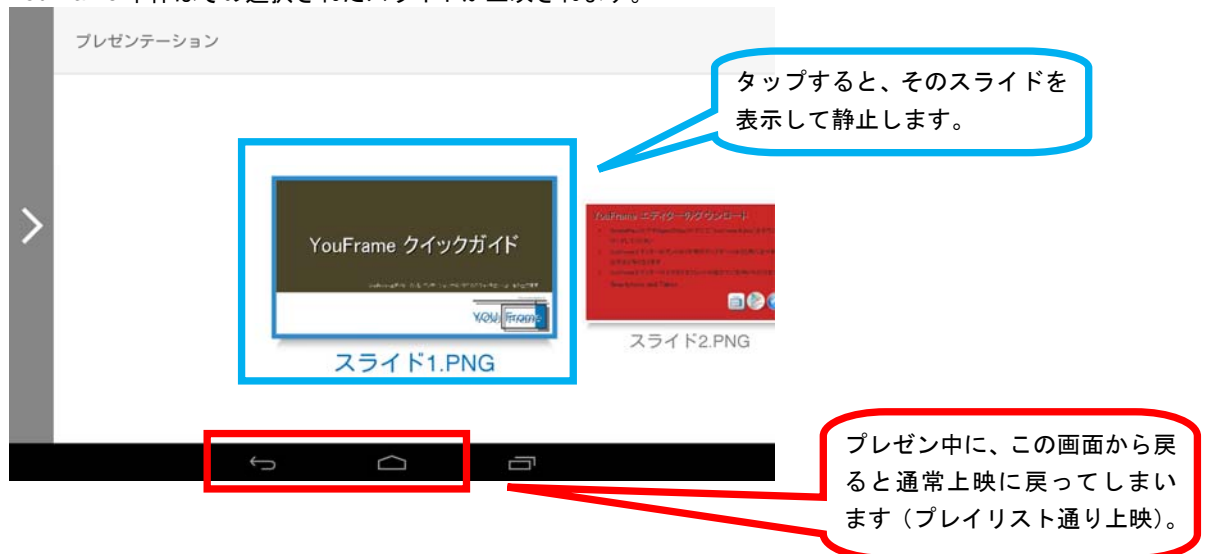 プレゼンテーション
タップすると、そのスライドを
表示して静止します。
YouFrame クイックガイド
YOU Frame
スライド1.PNG
YouFrame エディターのダウンロード
スライド2.PNG
プレゼン中に、この画面から戻
ると通常上映に戻ってしまい
ます（プレイリスト通り上映）。